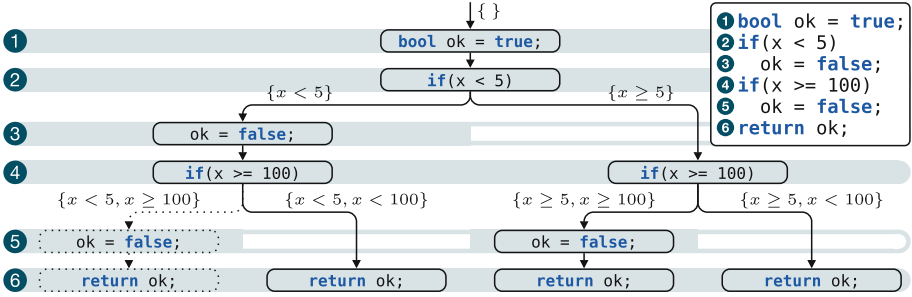 { }
1 bool ok = true;
2 if(x < 5)
{x < 5} {x ≥ 5}
3 ok = false;
4 if(x >= 100) if(x >= 100)
{x < 5, x ≥ 100} {x < 5, x < 100} {x ≥ 5, x ≥ 100} {x ≥ 5, x < 100}
5 ok = false; ok = false;
6 return ok; return ok; return ok; return ok;
1 bool ok = true;
2 if(x < 5)
3 ok = false;
4 if(x >= 100)
5 ok = false;
6 return ok;